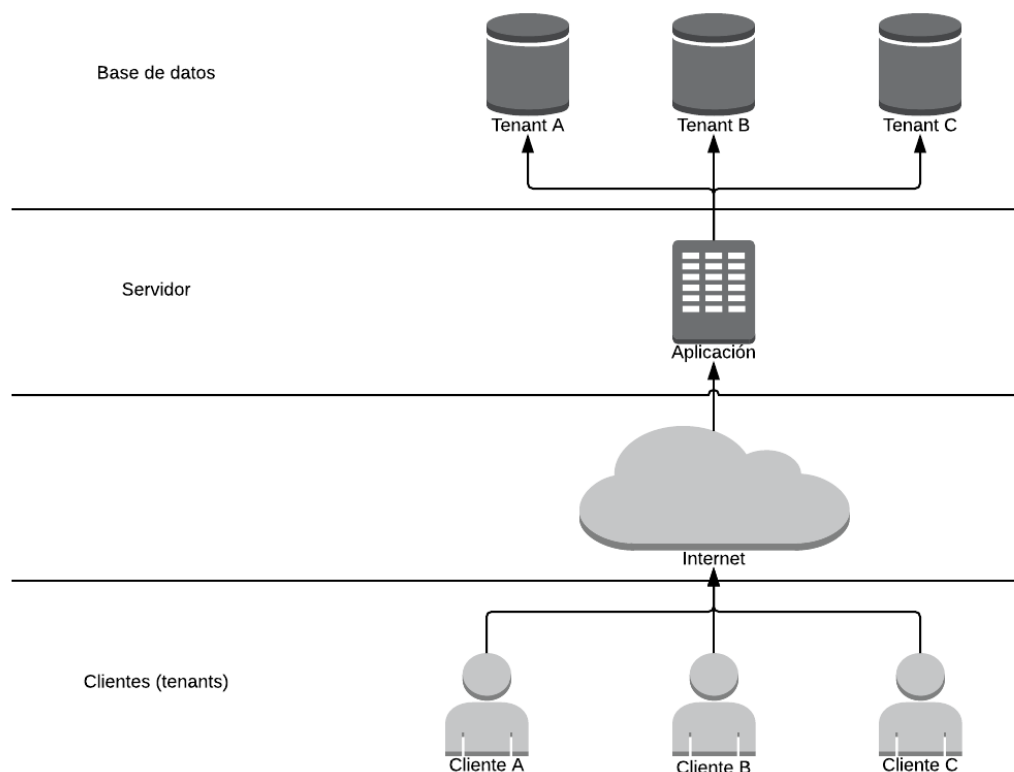 Base de datos
Tenant A
Tenant B
Tenant C
Servidor
Aplicación
Internet
Clientes (tenants)
Cliente A
Cliente B
Cliente C